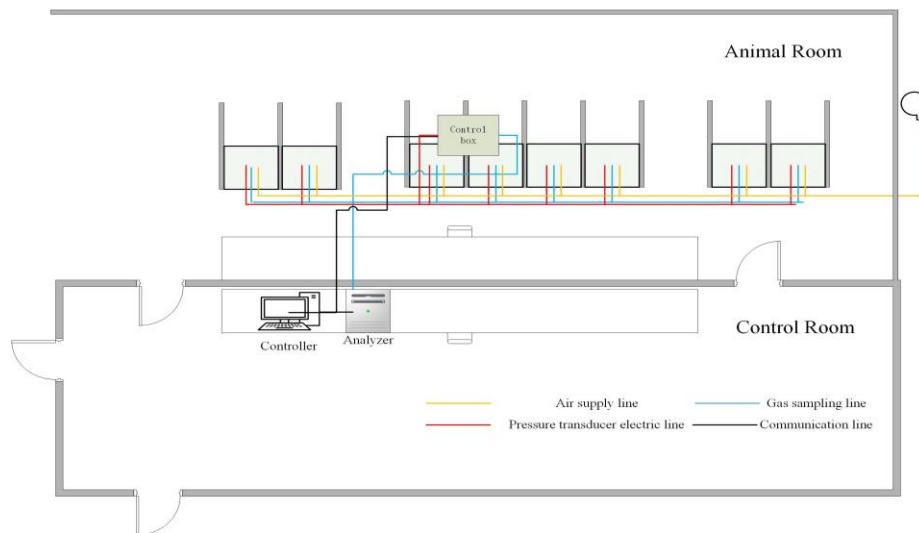 Animal Room
Control
box
Control Room
Controller
Analyzer
Air supply line
Gas sampling line
Pressure transducer electric line
Communication line